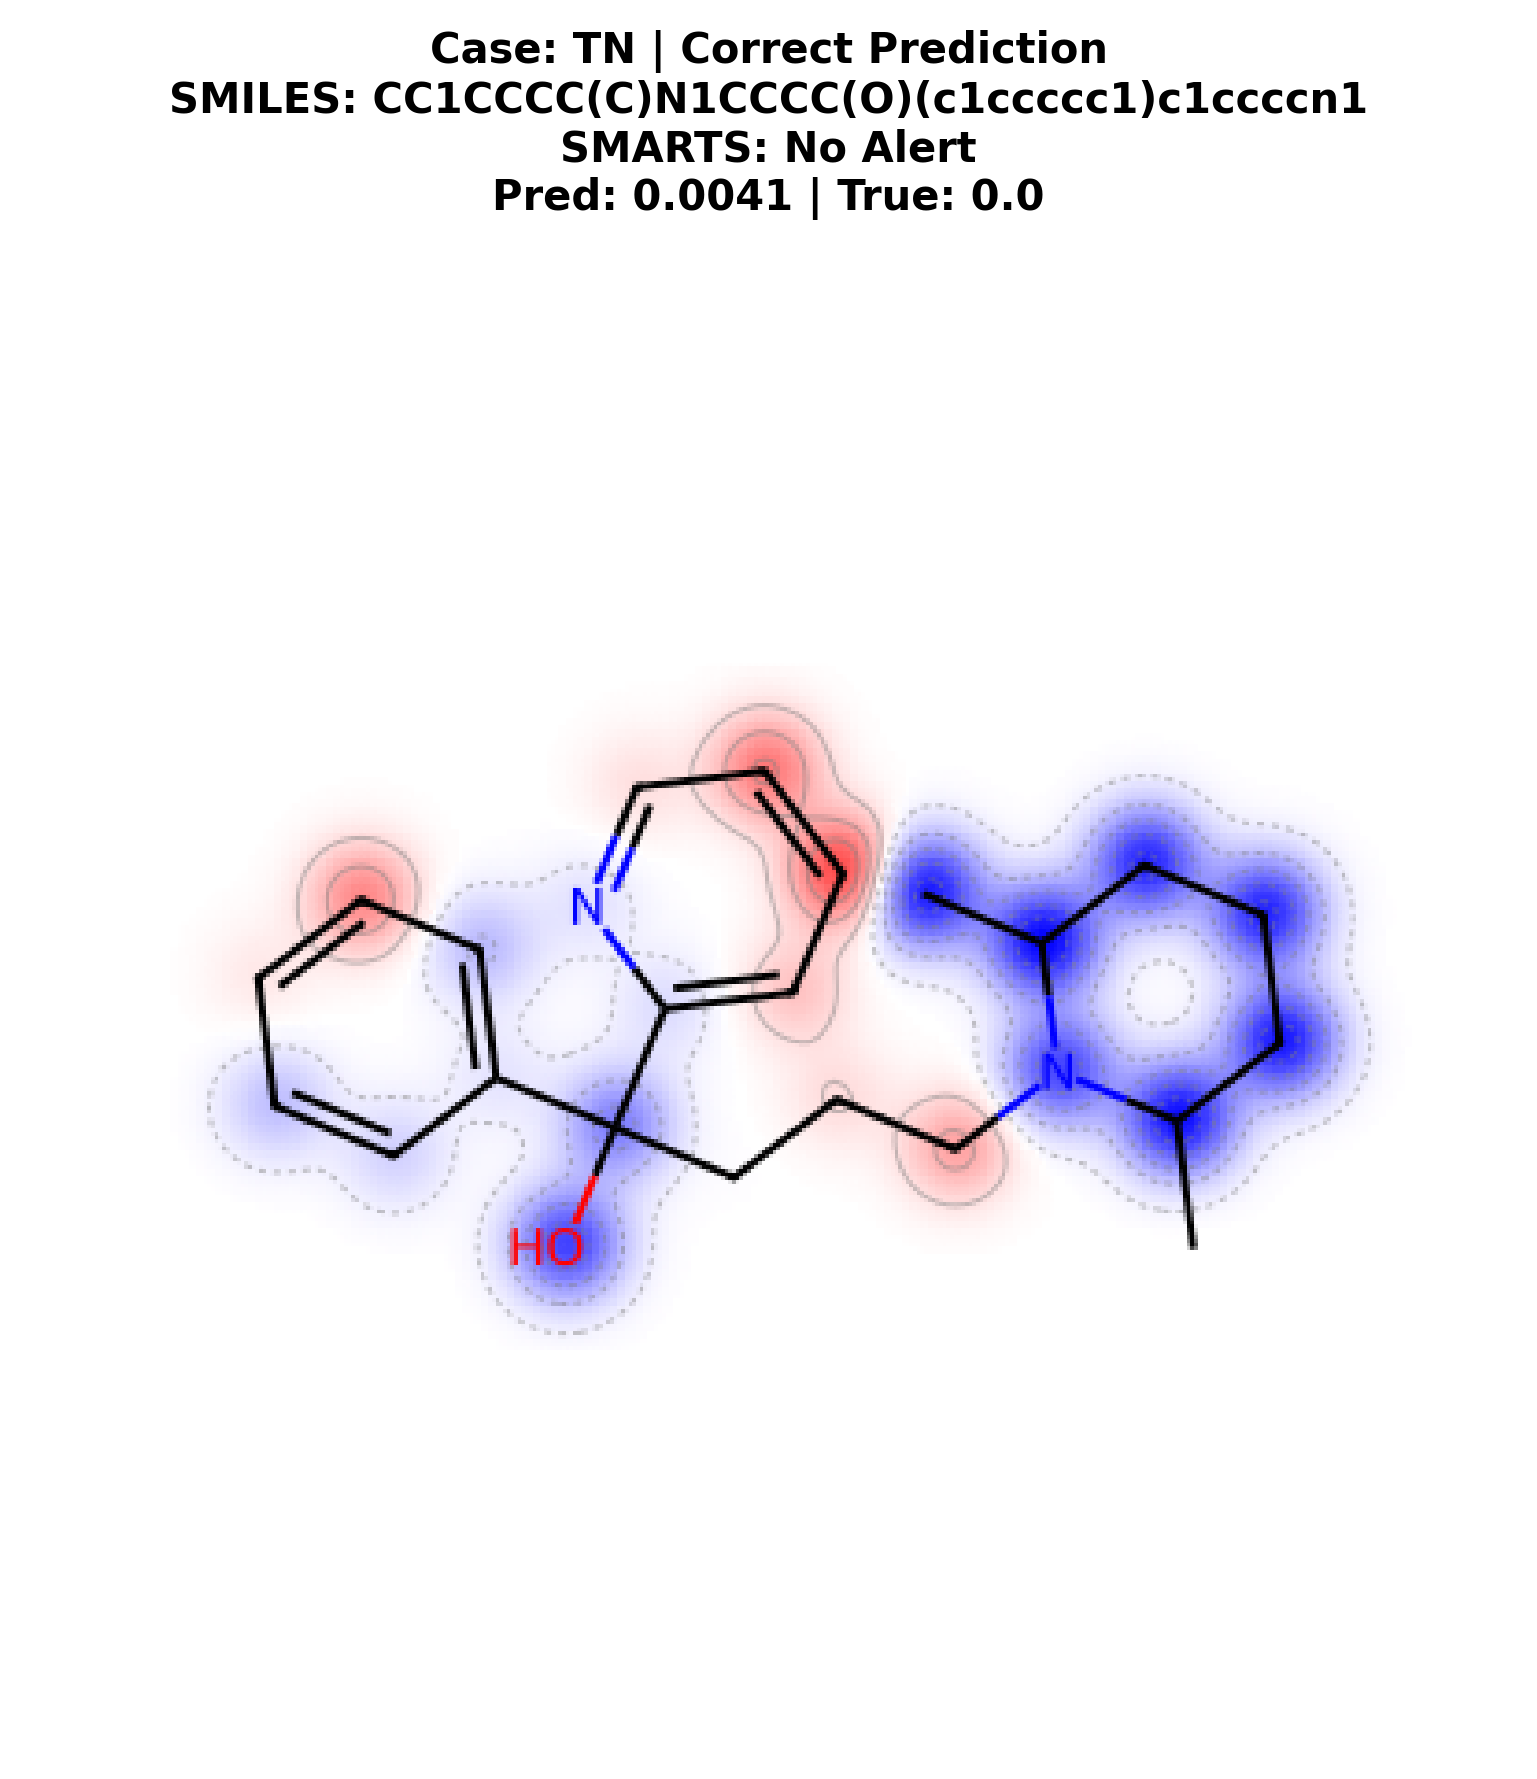 Case: TN | Correct Prediction
SMILES: CC1CCCC(C)N1CCCC(O)(c1ccccc1)c1ccccn1
SMARTS: No Alert
Pred: 0.0041 | True: 0.0
N
N
HO